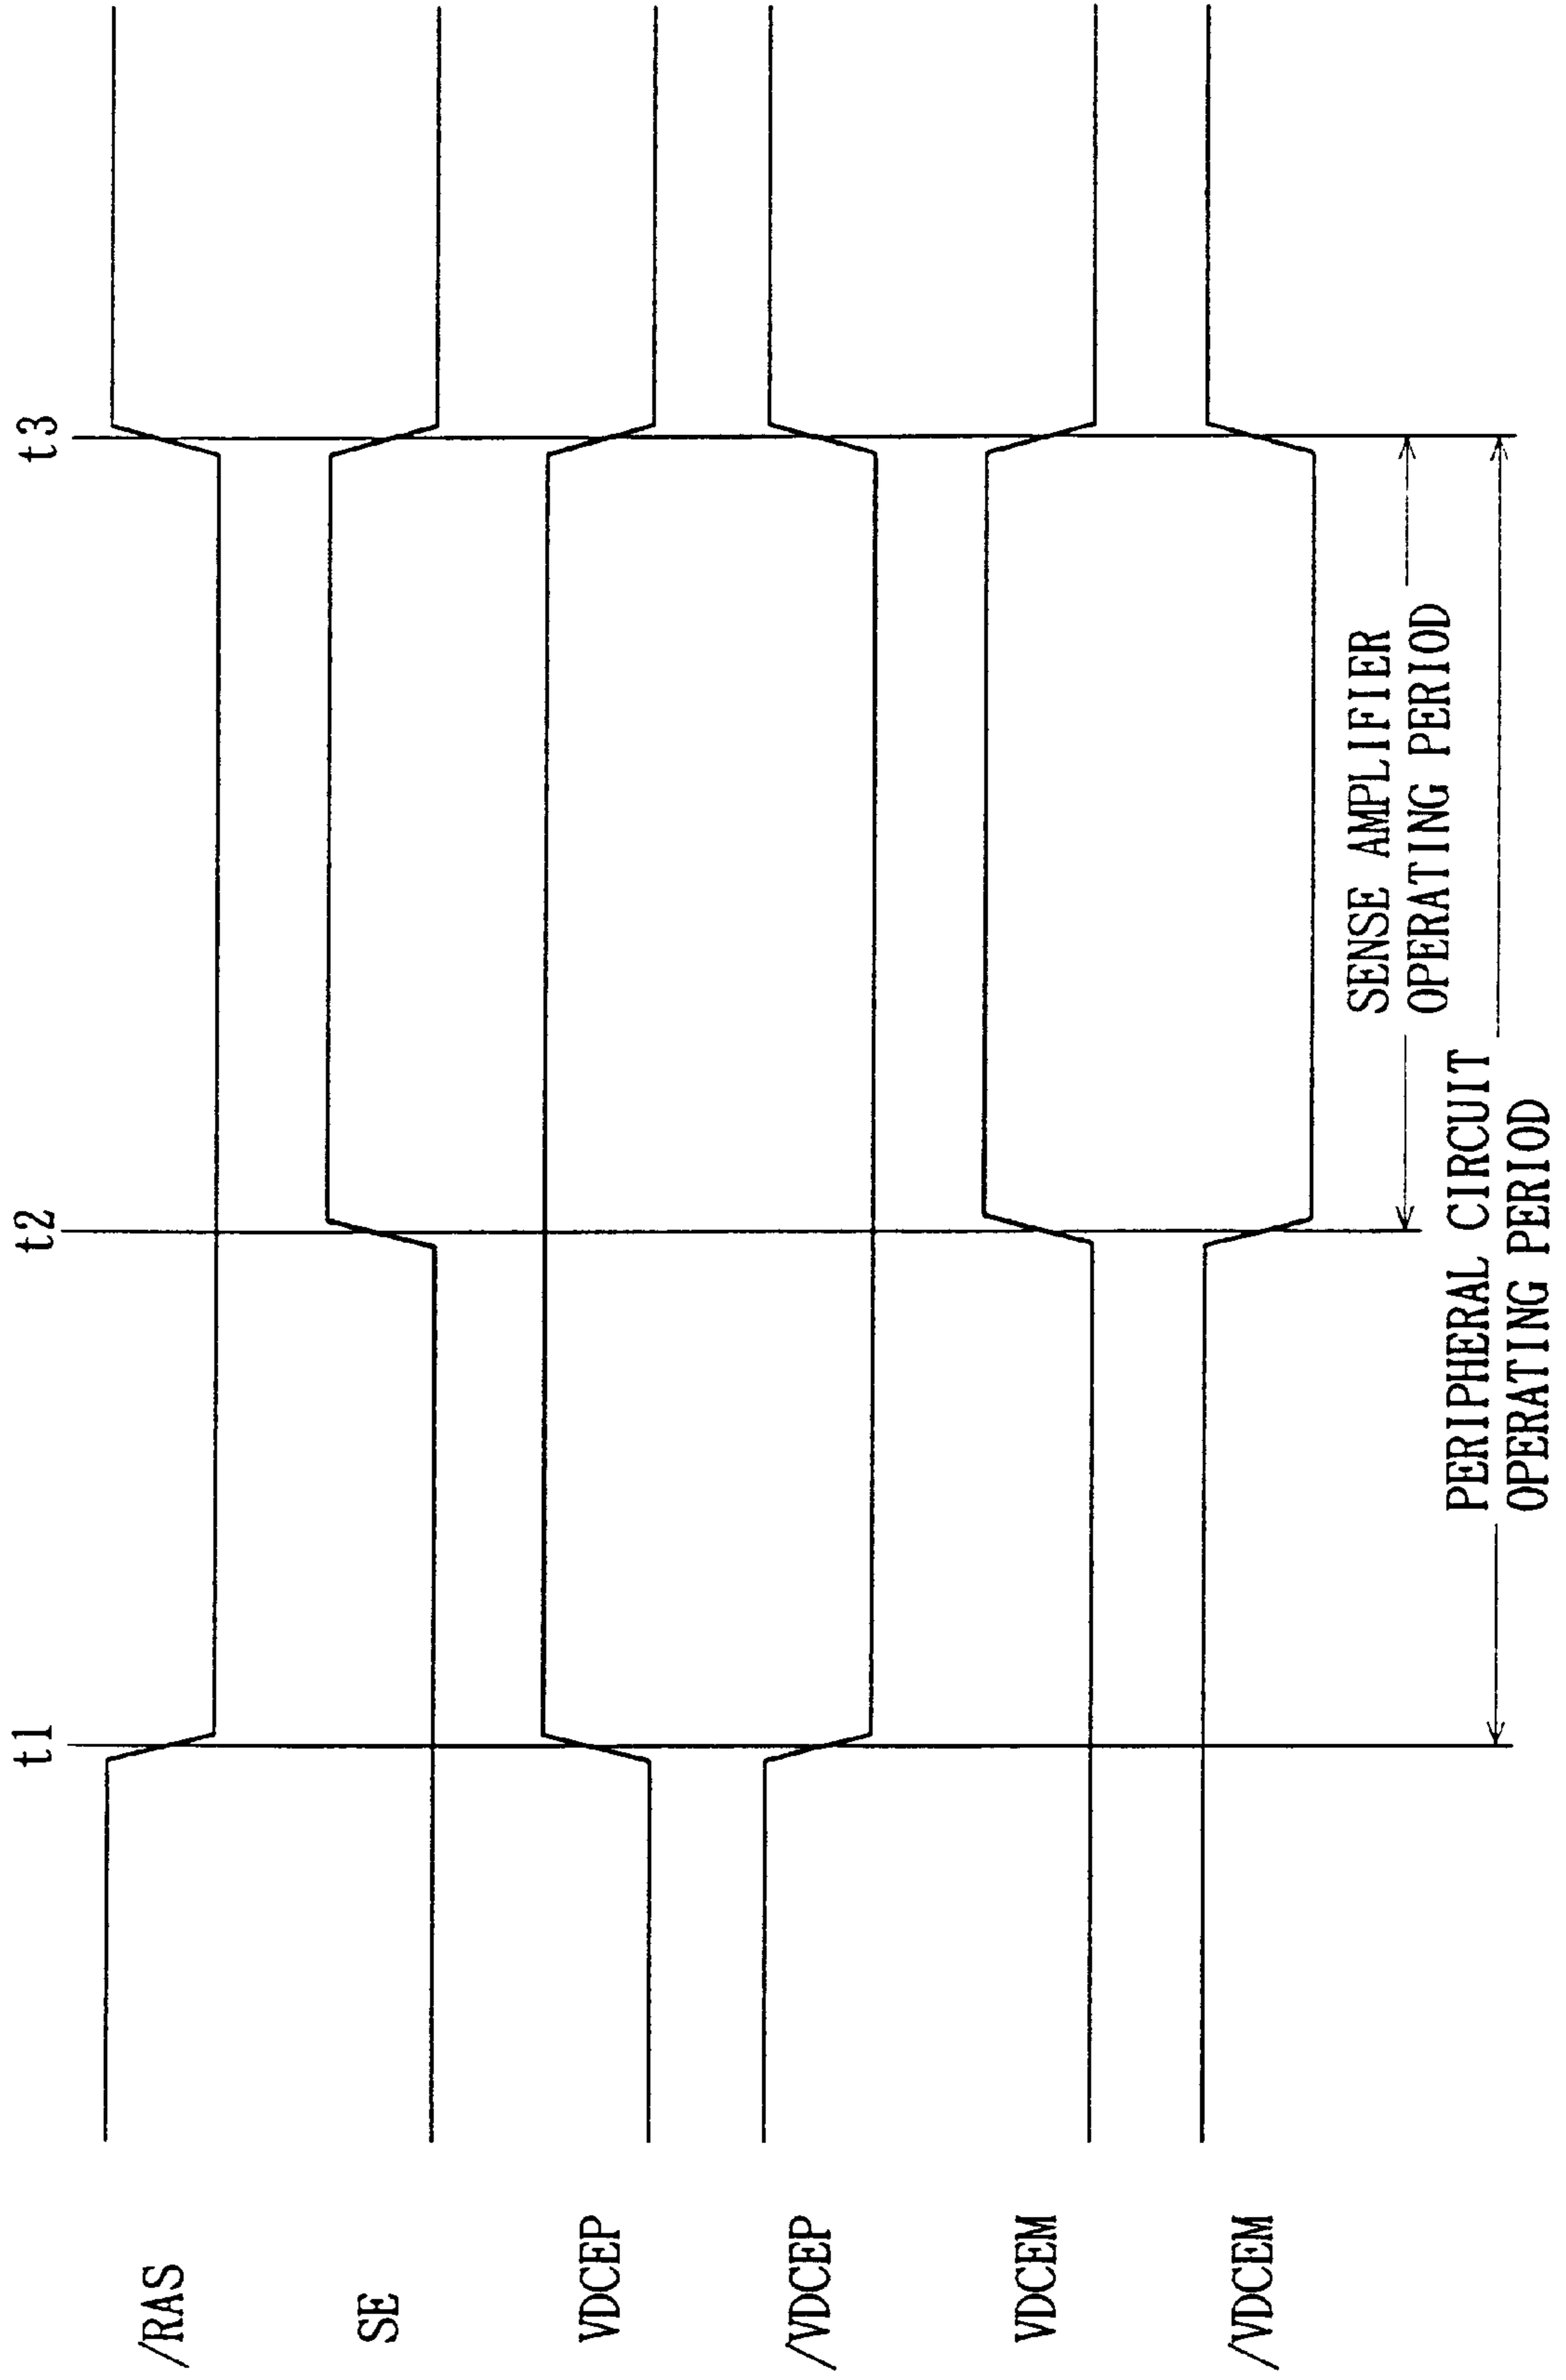 t1
t2
t3
/RAS
SE
VDCEP
/VDCEP
VDCEM
/VDCEM
SENSE AMPLIFIER
OPERATING PERIOD
PERIPHERAL CIRCUIT
OPERATING PERIOD